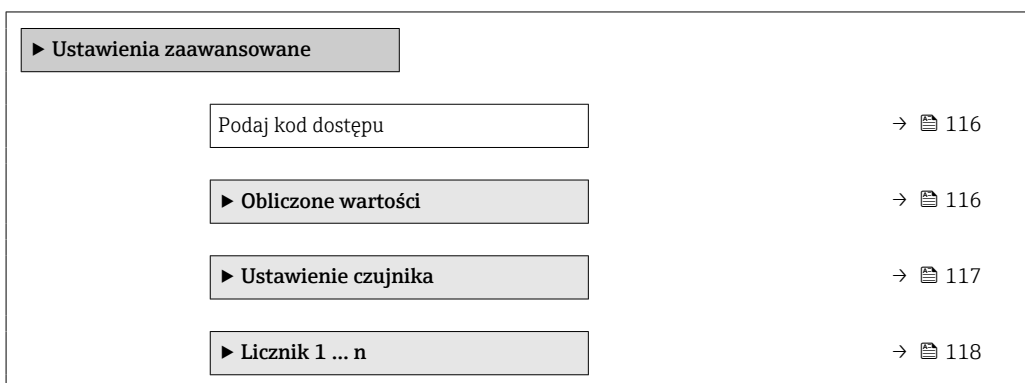 ▶ Ustawienia zaawansowane
Podaj kod dostępu → 116
▶ Obliczone wartości → 116
▶ Ustawienie czujnika → 117
▶ Licznik 1 … n → 118